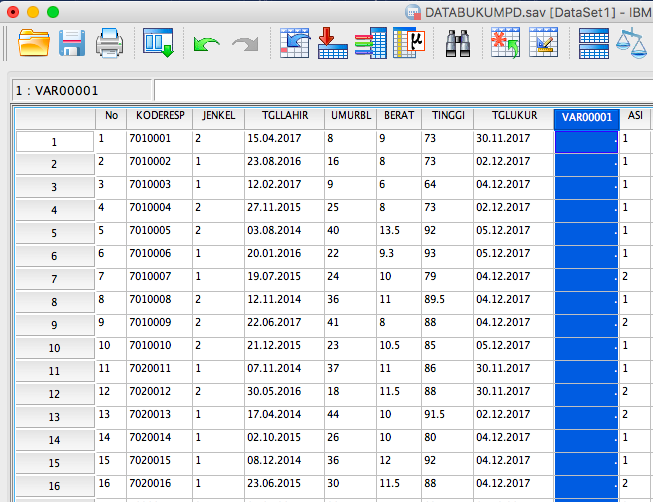 DATABUKUMPD.sav [DataSet1] – IBM
1 : VAR00001
No KODERESP JENKEL TGLLAHIR UMURBL BERAT TINGGI TGLUKUR VAR00001 ASI
1 1 7010001 2 15.04.2017 8 9 73 30.11.2017 . 1
2 2 7010002 1 23.08.2016 16 8 73 02.12.2017 . 1
3 3 7010003 1 12.02.2017 9 6 64 04.12.2017 . 1
4 4 7010004 2 27.11.2015 25 8 73 02.12.2017 . 1
5 5 7010005 2 03.08.2014 40 13.5 92 05.12.2017 . 1
6 6 7010006 1 20.01.2016 22 9.3 93 05.12.2017 . 1
7 7 7010007 1 19.07.2015 24 10 79 04.12.2017 . 2
8 8 7010008 2 12.11.2014 36 11 89.5 04.12.2017 . 1
9 9 7010009 2 22.06.2017 41 8 88 04.12.2017 . 2
10 10 7010010 2 21.12.2015 23 10.5 85 05.12.2017 . 1
11 11 7020011 1 07.11.2014 37 11 86 30.11.2017 . 1
12 12 7020012 2 30.05.2016 18 11.5 88 30.11.2017 . 2
13 13 7020013 1 17.04.2014 44 10 91.5 02.12.2017 . 2
14 14 7020014 1 02.10.2015 26 10 80 04.12.2017 . 1
15 15 7020015 1 08.12.2014 36 12 92 04.12.2017 . 1
16 16 7020016 1 23.06.2015 30 11.5 88 04.12.2017 . 2